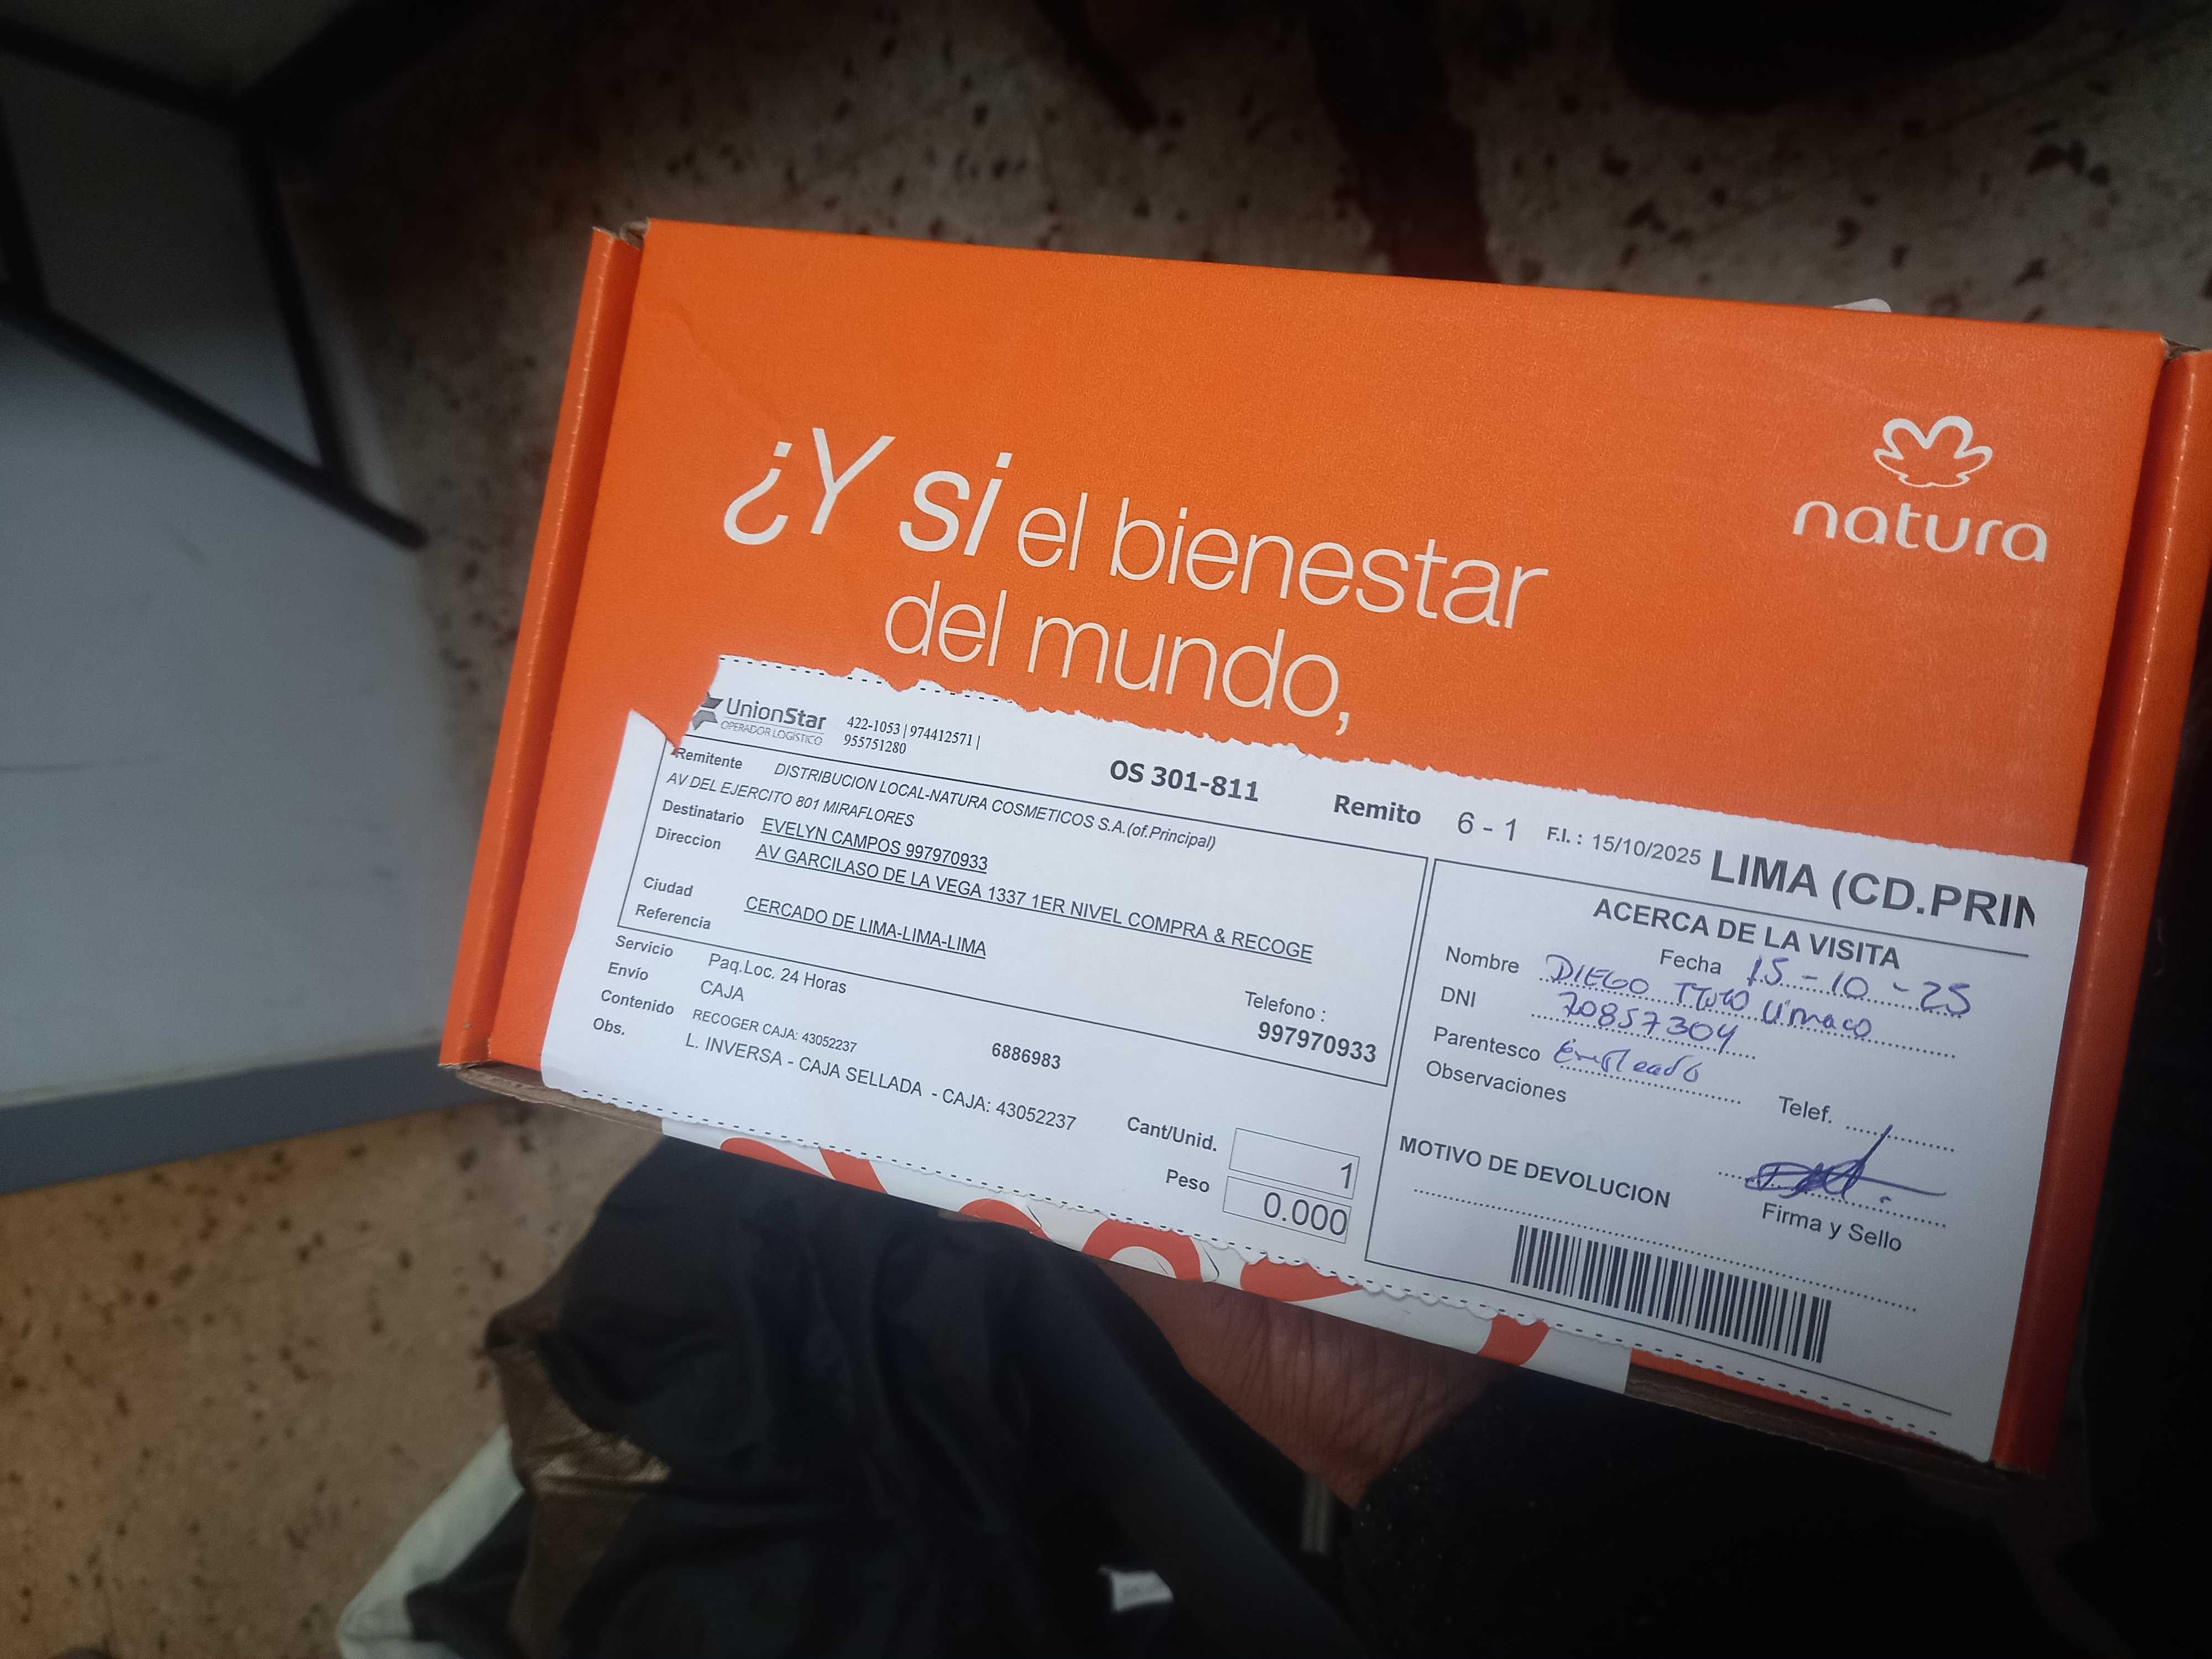 ¿Y si el bienestar
del mundo,
natura
UnionStar
OPERADOR LOGÍSTICO
422-1053 | 974412571 |
955751280
OS 301-811
Remito 6 - 1
F.I. : 15/10/2025
LIMA (CD.PRIN
Remitente DISTRIBUCION LOCAL-NATURA COSMETICOS S.A.(of.Principal)
AV DEL EJERCITO 801 MIRAFLORES
Destinatario EVELYN CAMPOS 997970933
Direccion AV GARCILASO DE LA VEGA 1337 1ER NIVEL COMPRA & RECOGE
Ciudad CERCADO DE LIMA-LIMA-LIMA
Referencia
Servicio Paq.Loc. 24 Horas
Envío CAJA
Telefono :
997970933
Contenido RECOGER CAJA: 43052237 6886983
Obs. L. INVERSA - CAJA SELLADA - CAJA: 43052237
Cant/Unid. 1
Peso 0.000
ACERCA DE LA VISITA
Fecha 15-10-25
Nombre DIEGO
DNI 70857304
Parentesco Empleado
Observaciones
Telef.
MOTIVO DE DEVOLUCION
Firma y Sello